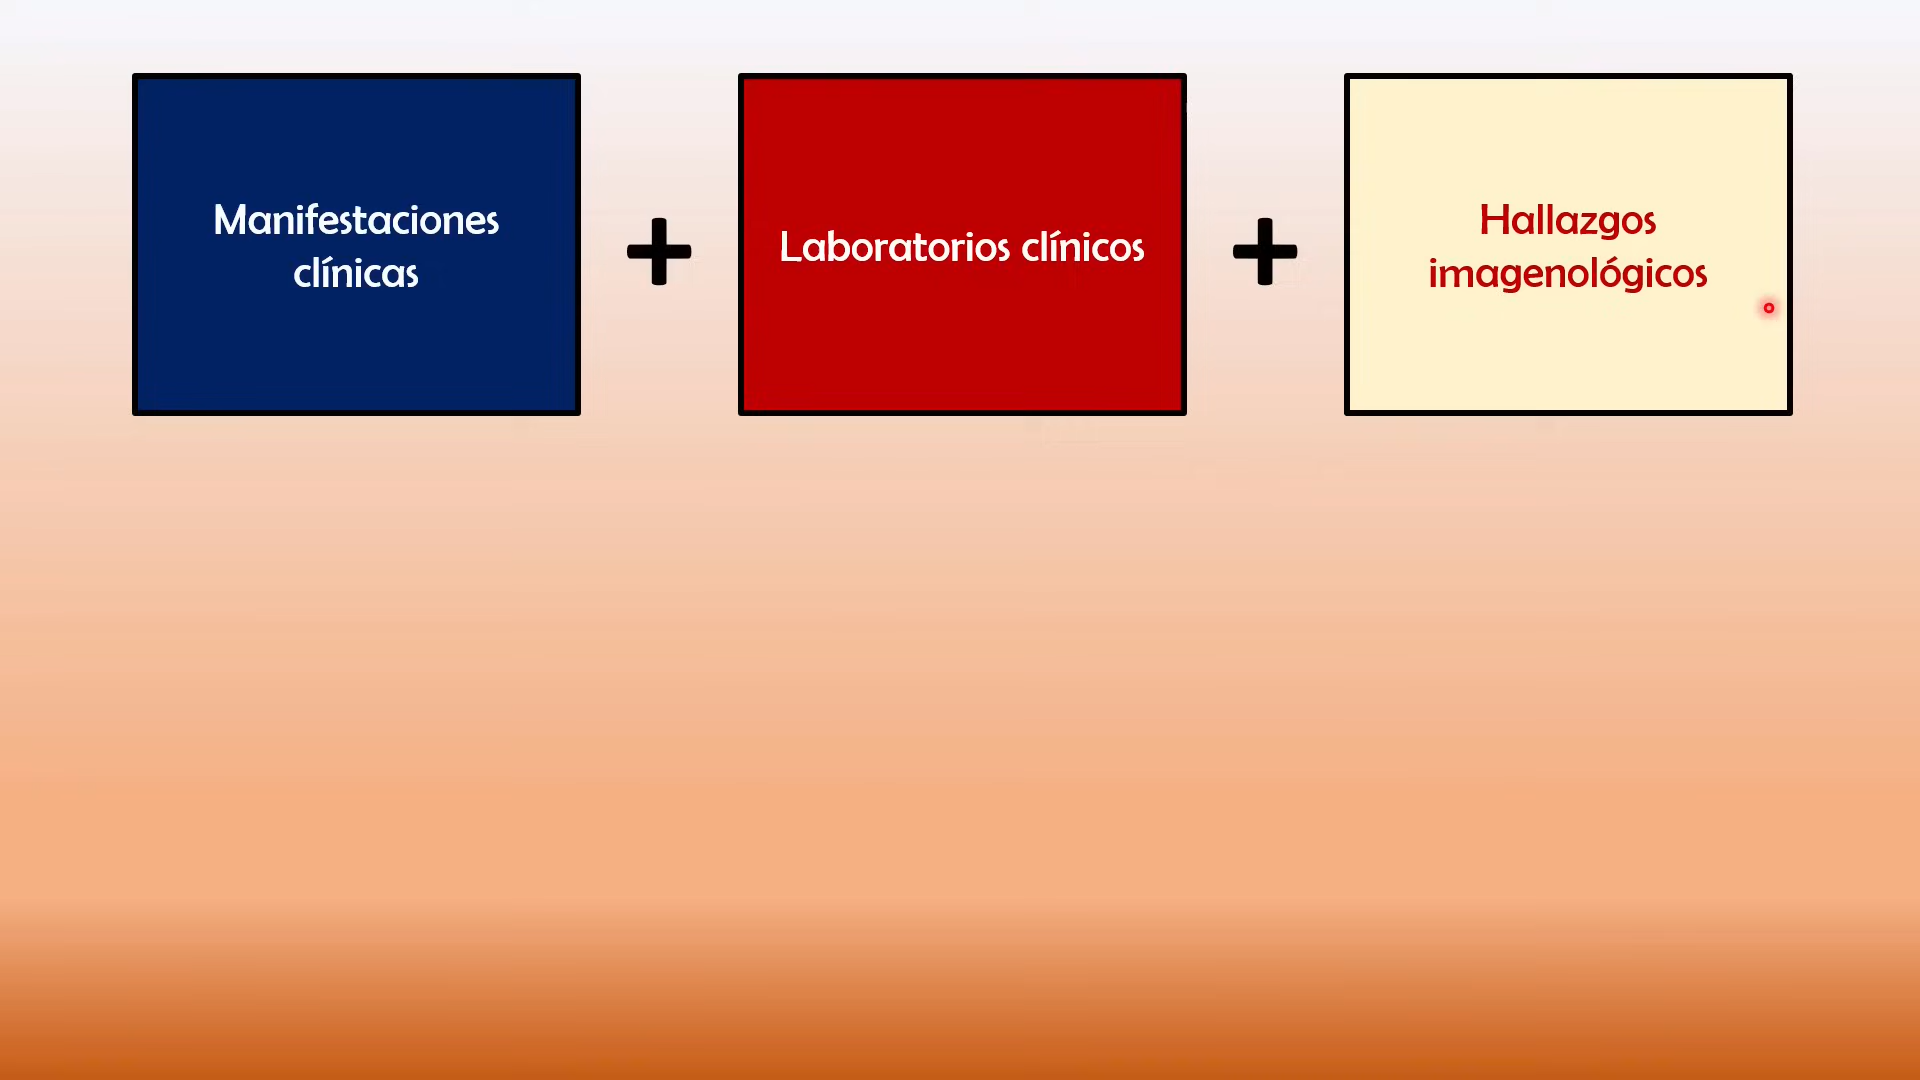 Manifestaciones
clínicas
+
Laboratorios clínicos
+
Hallazgos
imagenológicos